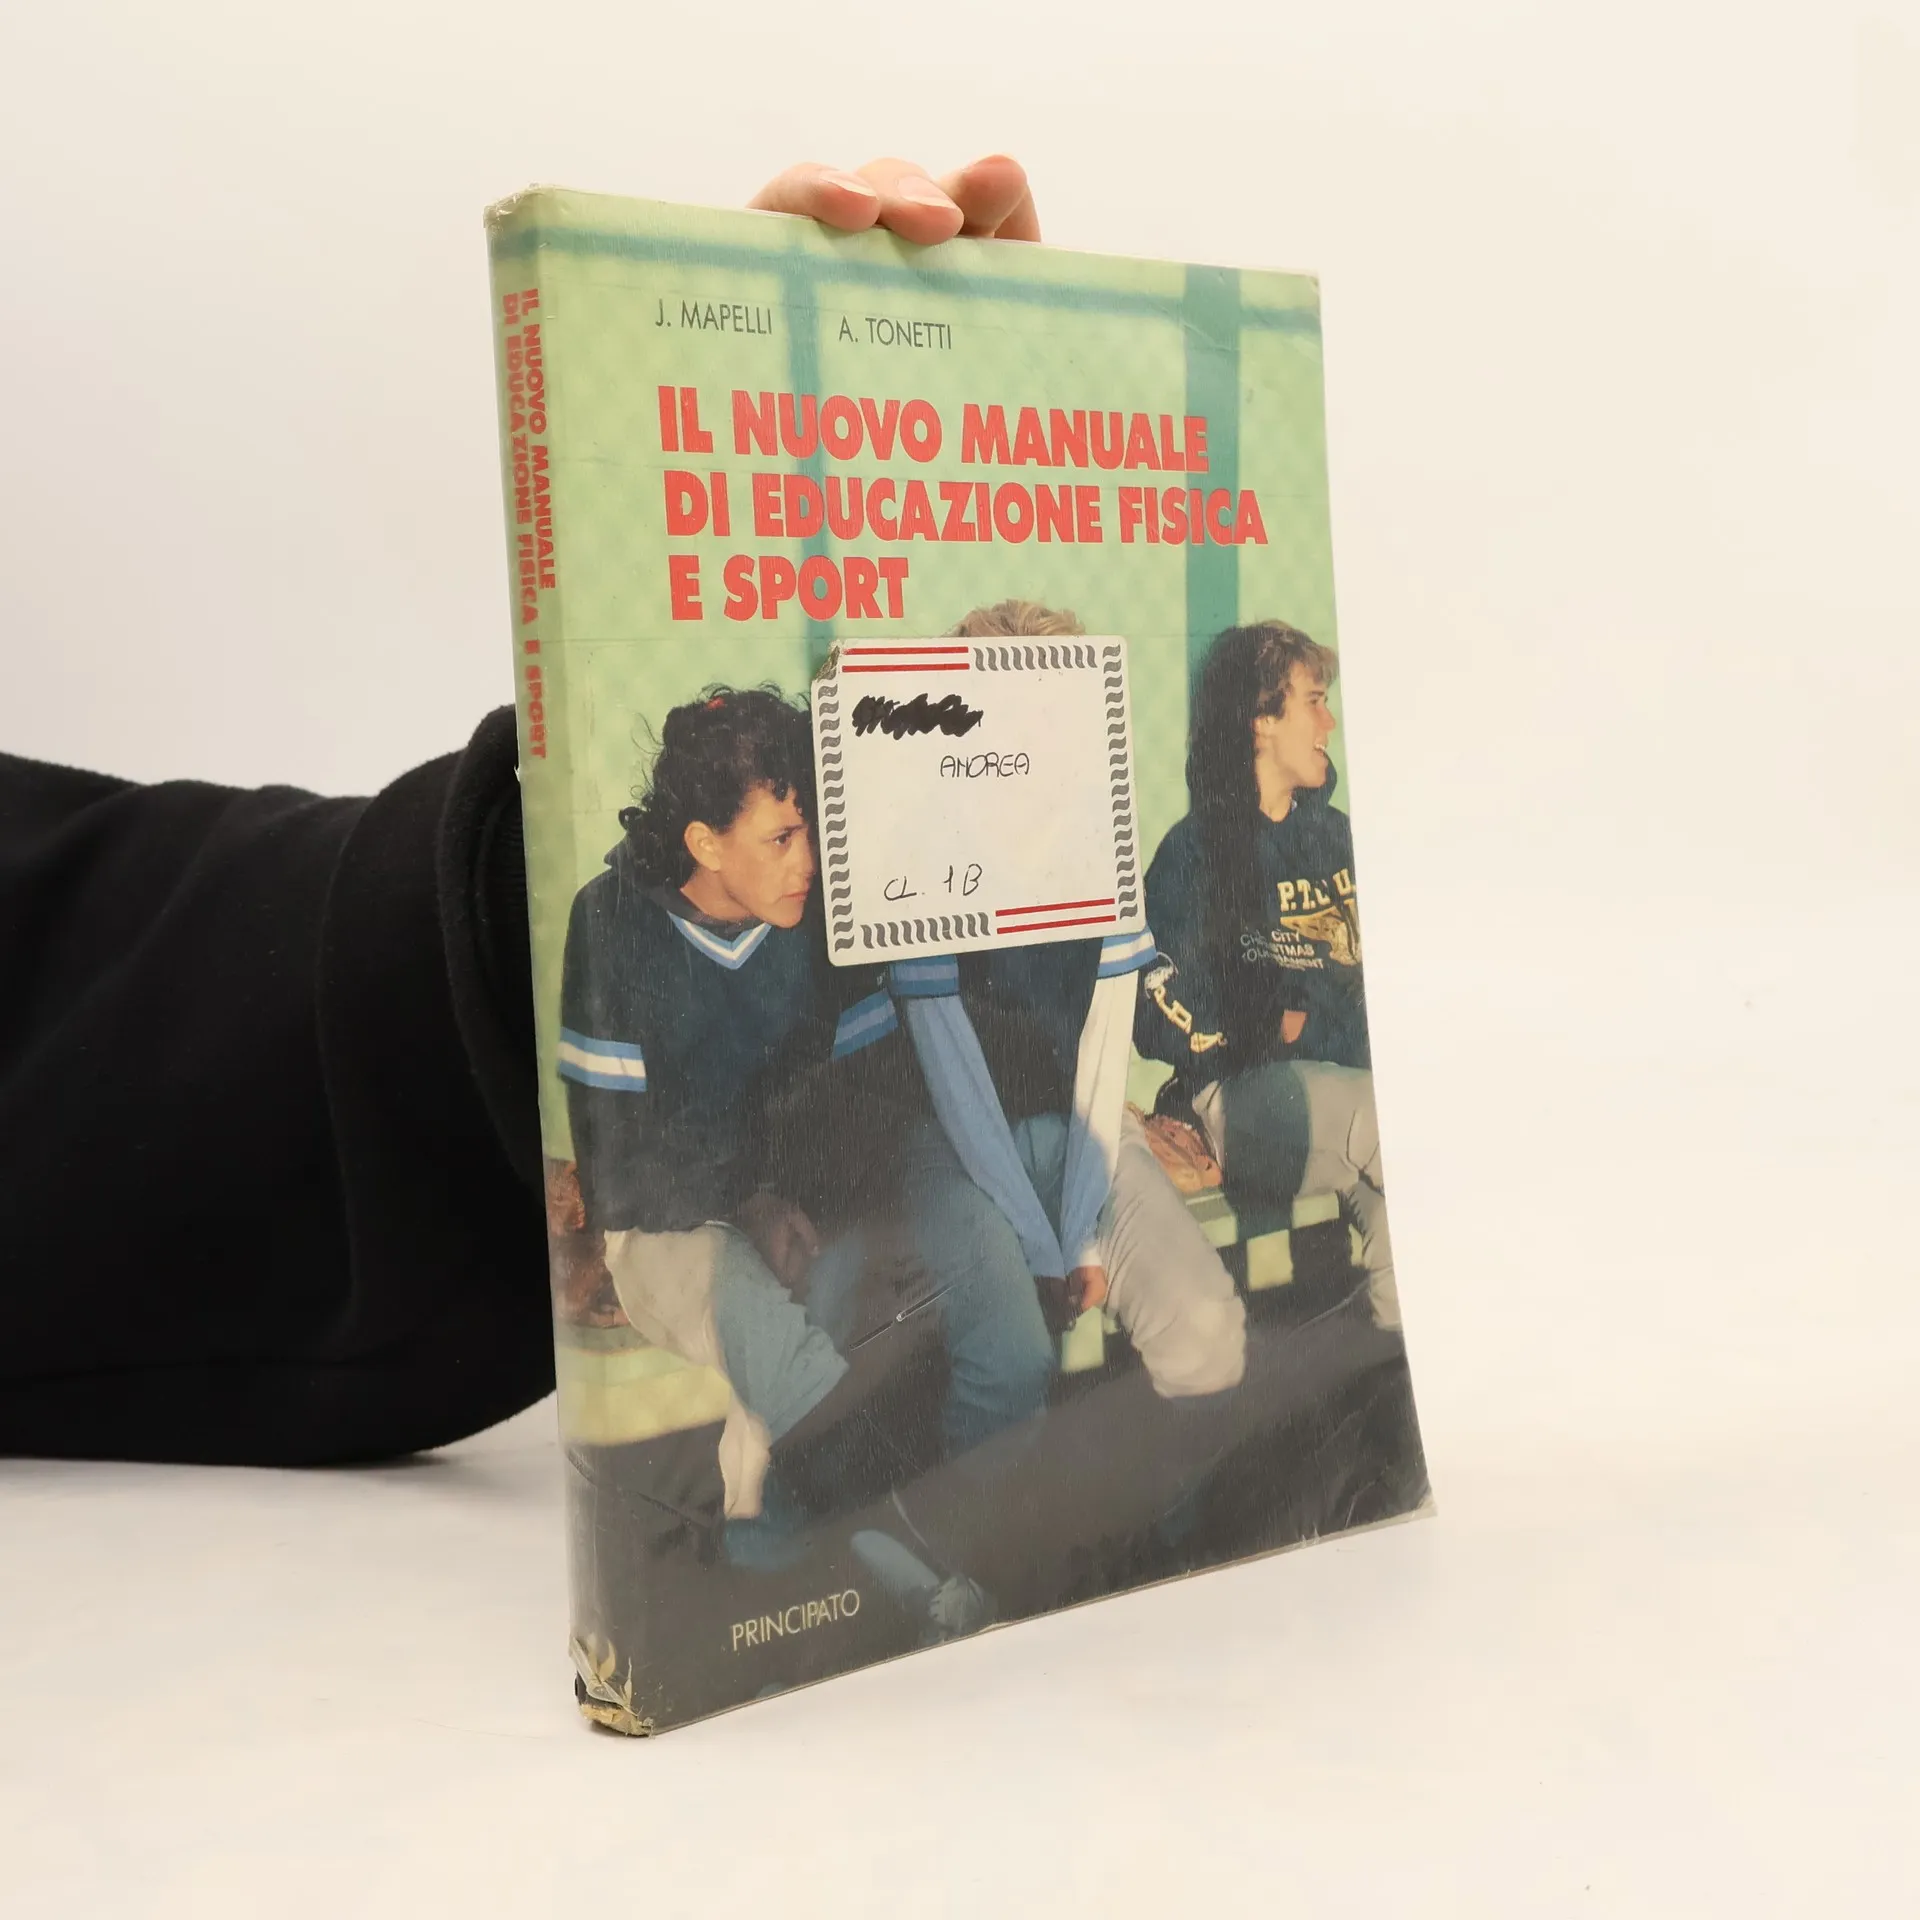 J. MAPELLI A. TONETTI
IL NUOVO MANUALE
DI EDUCAZIONE FISICA
E SPORT
ANDREA
CL. 1B
P.T. U.
CITY
PRINCIPATO
IL NUOVO MANUALE
DI EDUCAZIONE FISICA E SPORT